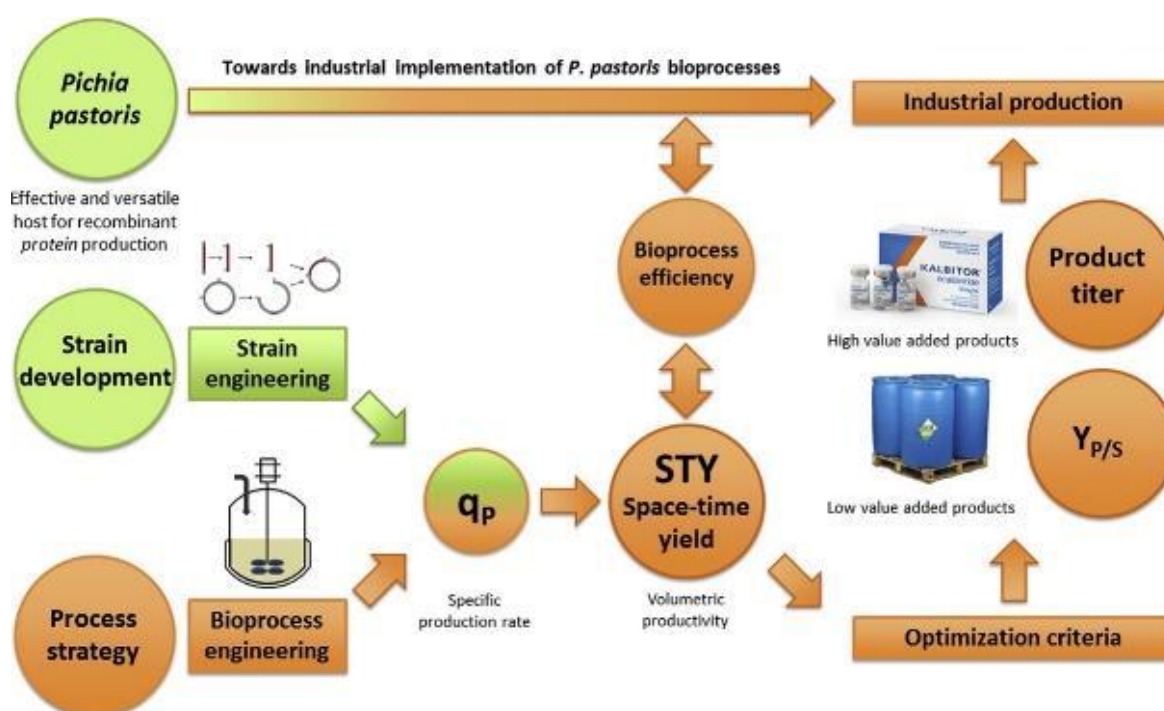 Towards industrial implementation of P. pastoris bioprocesses
Pichia
pastoris
Industrial production
Effective and versatile
host for recombinant
protein production
Bioprocess
efficiency
KALBITOR
Product
titer
High value added products
Strain
development
Strain
engineering
Y P/S
Low value added products
qP
STY
Space-time
yield
Process
strategy
Bioprocess
engineering
Specific
production rate
Volumetric
productivity
Optimization criteria